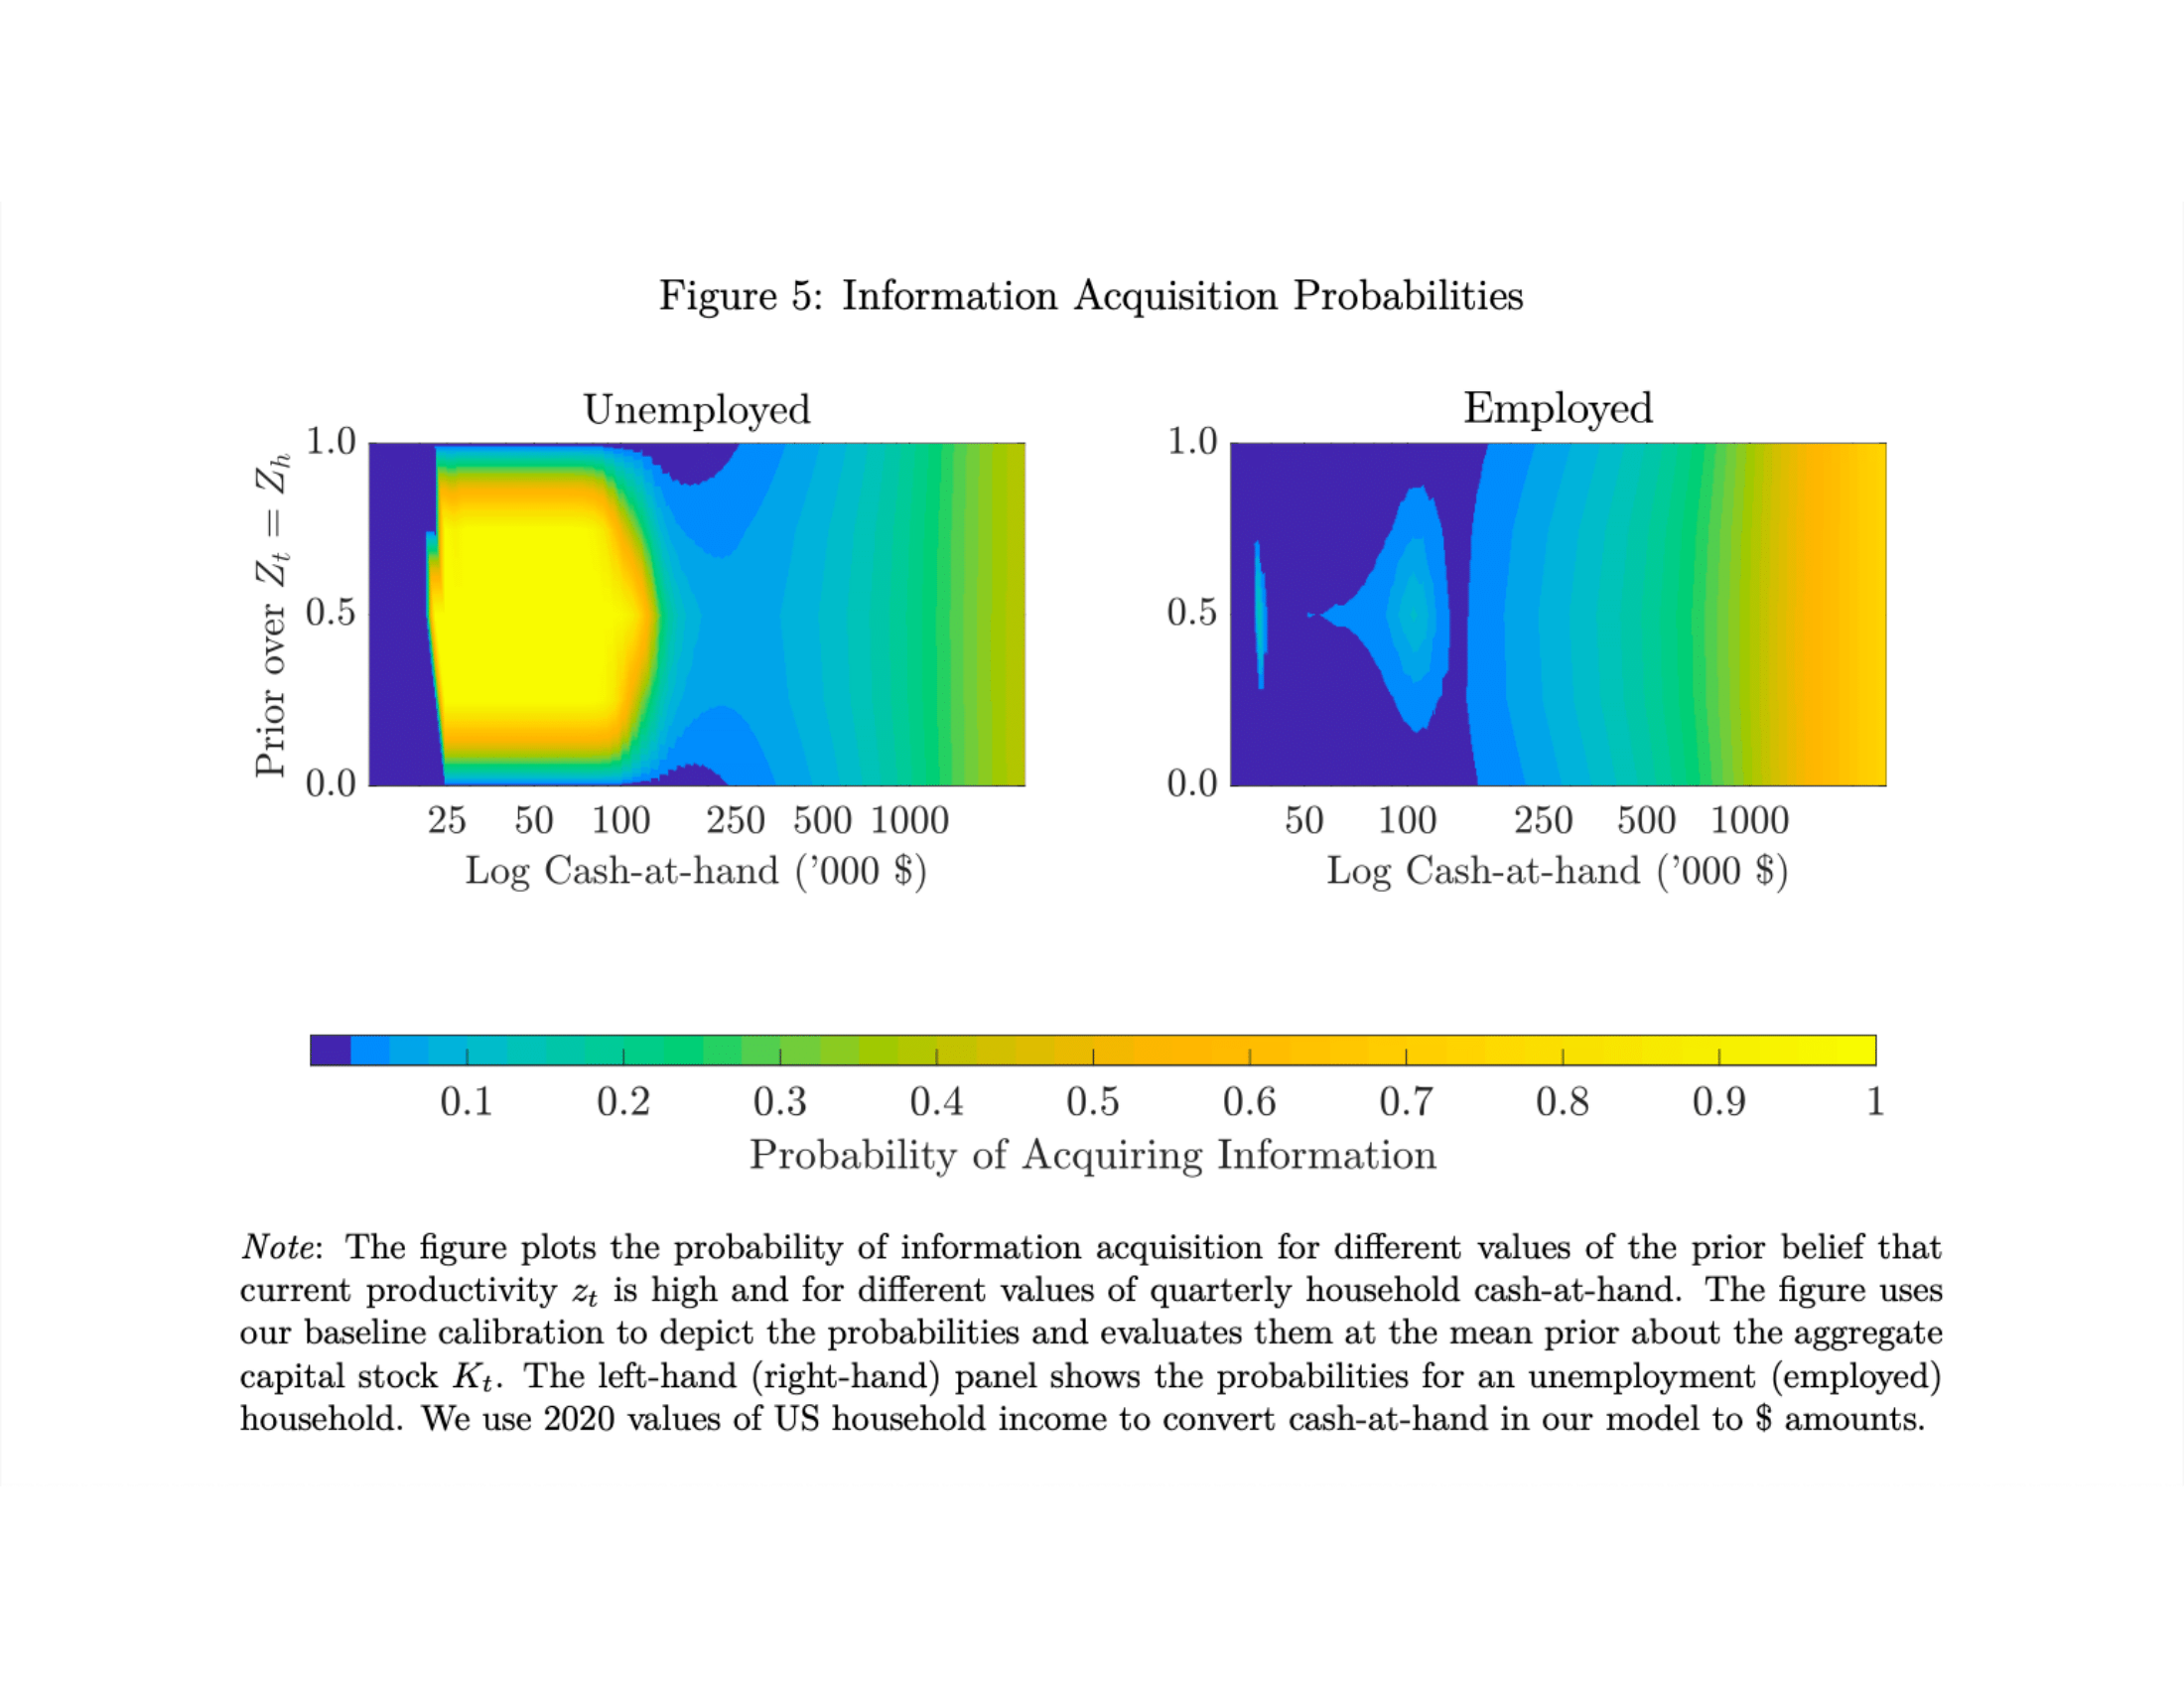 Figure 5: Information Acquisition Probabilities
Unemployed
Employed
Prior over Z_t = Z_h
1.0
0.5
0.0
25 50 100 250 500 1000
Log Cash-at-hand ('000 $)
1.0
0.5
0.0
50 100 250 500 1000
Log Cash-at-hand ('000 $)
0.1 0.2 0.3 0.4 0.5 0.6 0.7 0.8 0.9 1
Probability of Acquiring Information
Note: The figure plots the probability of information acquisition for different values of the prior belief that
current productivity z_t is high and for different values of quarterly household cash-at-hand. The figure uses
our baseline calibration to depict the probabilities and evaluates them at the mean prior about the aggregate
capital stock K_t. The left-hand (right-hand) panel shows the probabilities for an unemployment (employed)
household. We use 2020 values of US household income to convert cash-at-hand in our model to $ amounts.